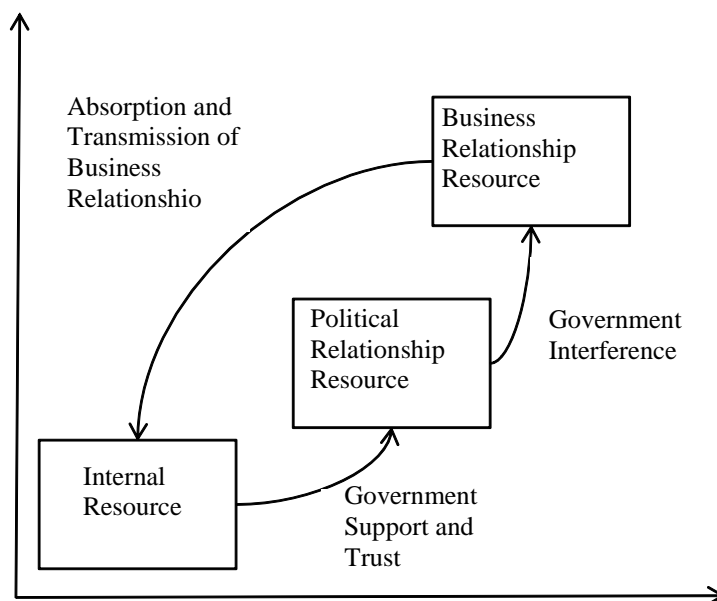 Absorption and
Transmission of
Business
Relationshio
Business
Relationship
Resource
Political
Relationship
Resource
Government
Interference
Internal
Resource
Government
Support and
Trust